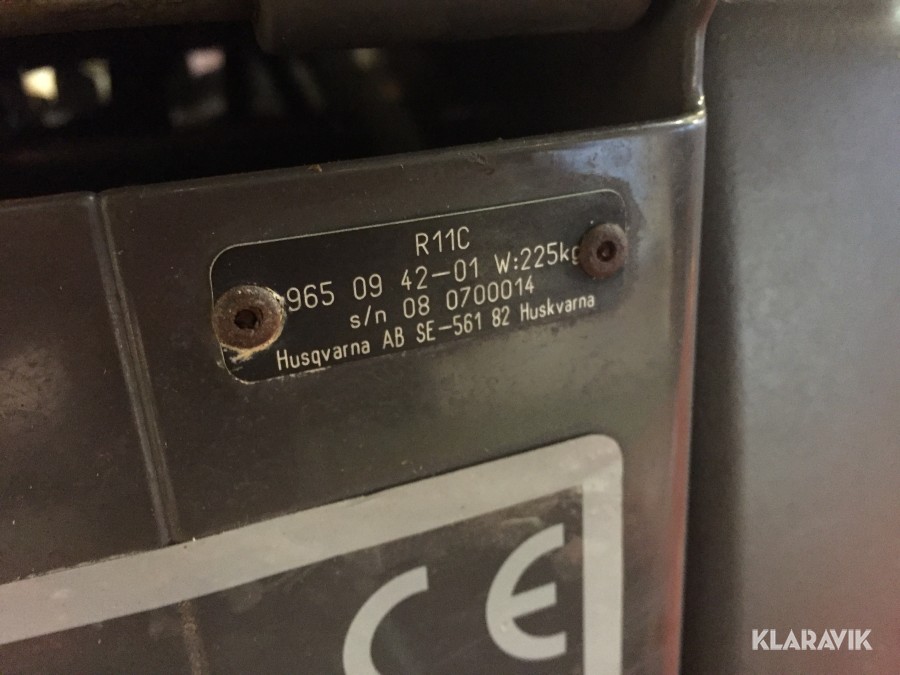 R11C
965 09 42-01 W:225kg
s/n 08 0700014
Husqvarna AB SE-561 82 Huskvarna
CE
KLARAVIK